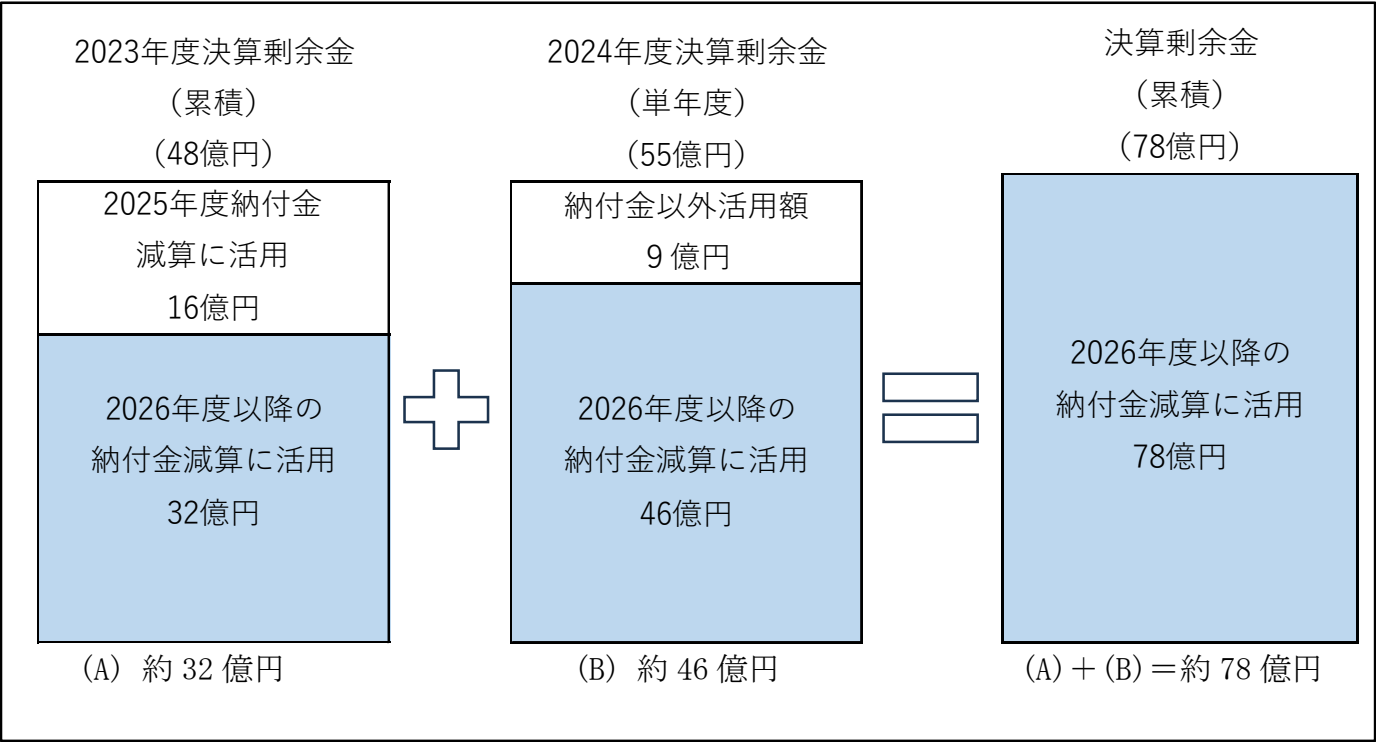 2023年度決算剰余金
（累積）
(48億円)
2025年度納付金
減算に活用
16億円
2026年度以降の
納付金減算に活用
32億円
(A) 約 32 億円
2024年度決算剰余金
（単年度）
(55億円)
納付金以外活用額
９億円
2026年度以降の
納付金減算に活用
46億円
(B) 約 46 億円
決算剰余金
（累積）
(78億円)
2026年度以降の
納付金減算に活用
78億円
(A)＋(B)＝約 78 億円